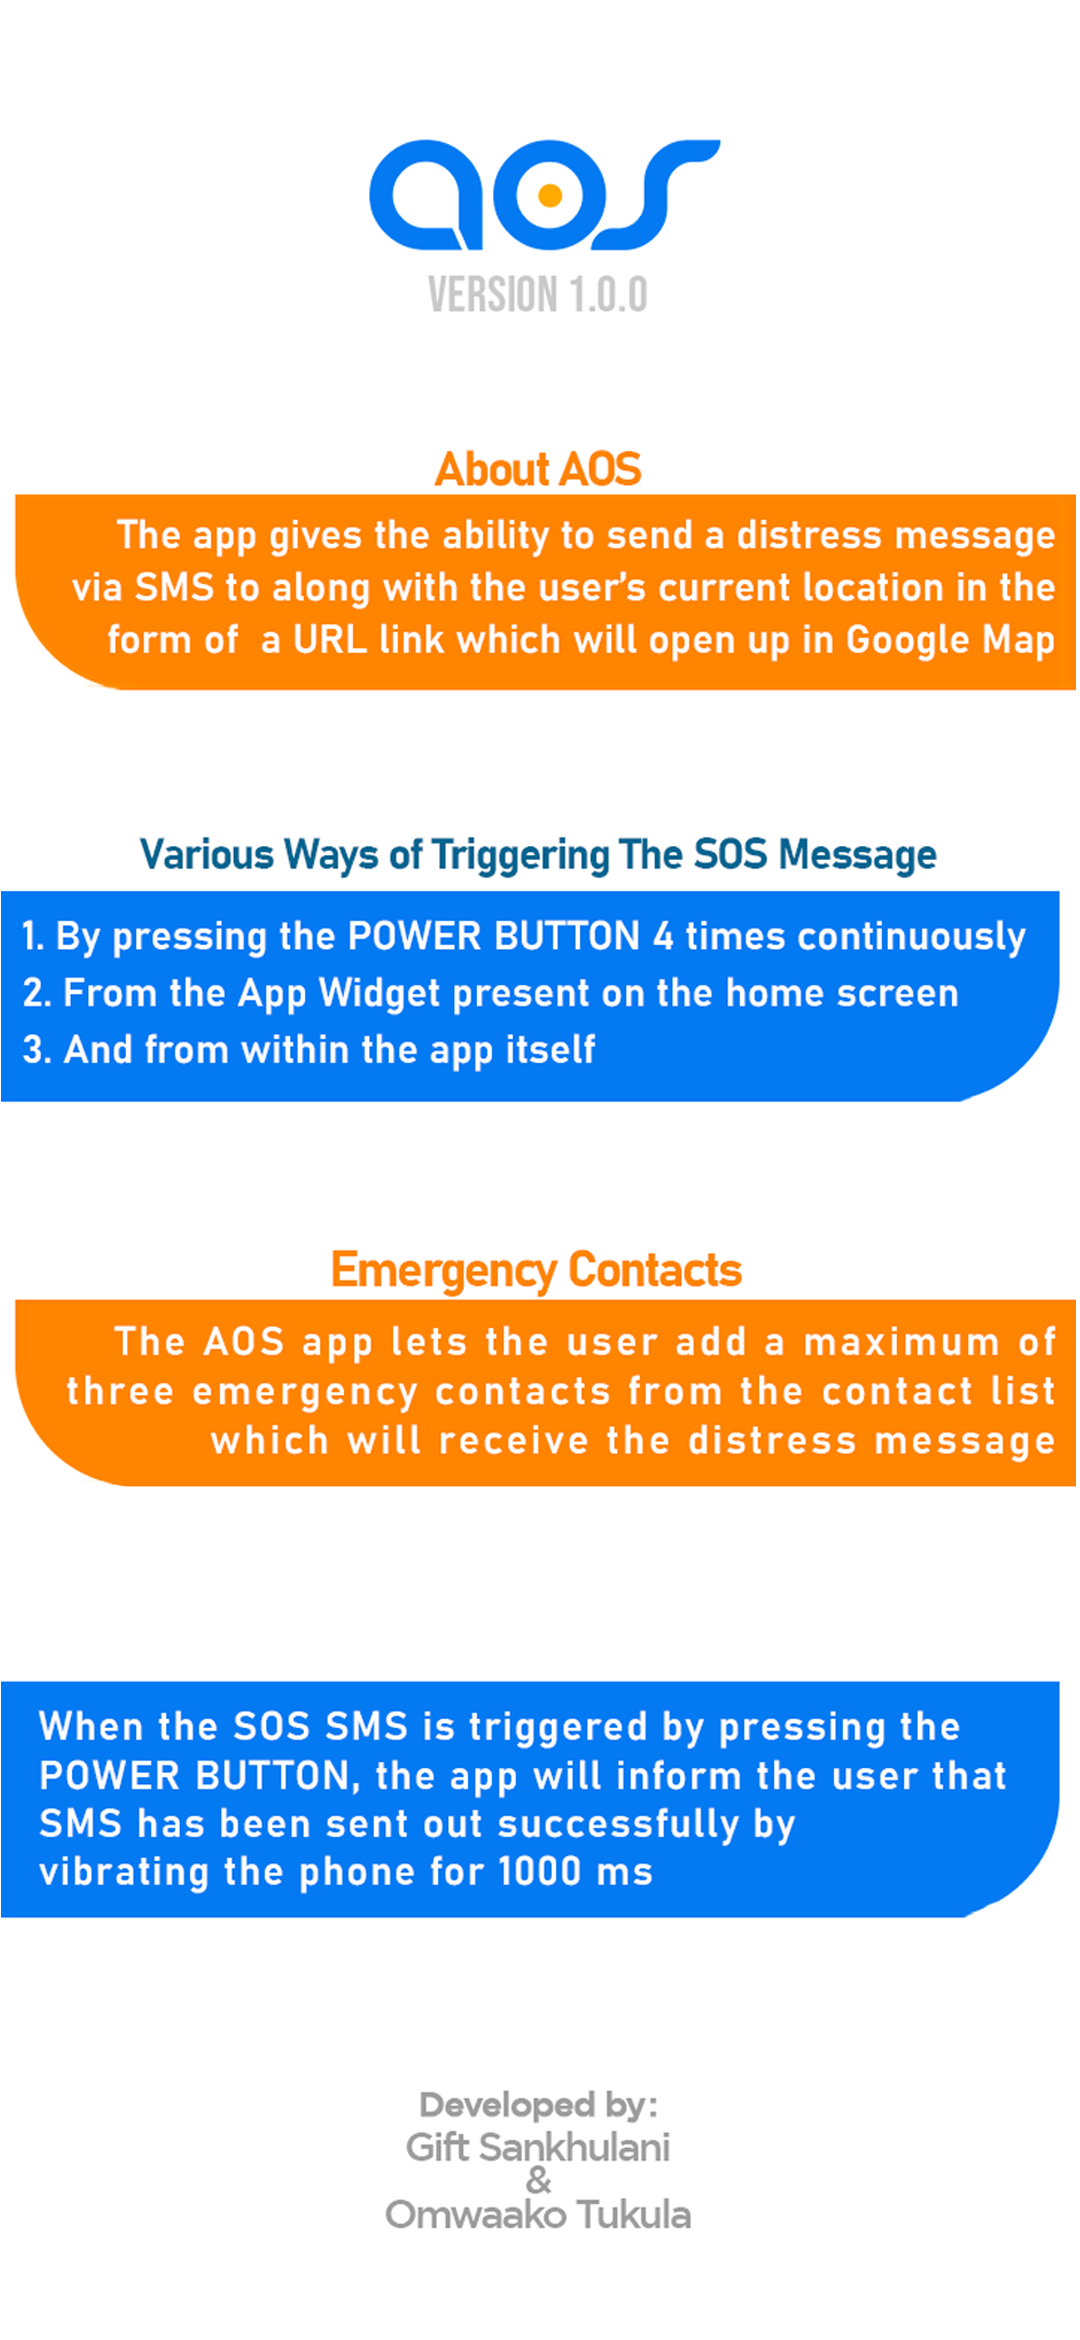 aos
VERSION 1.0.0
About AOS
The app gives the ability to send a distress message
via SMS to along with the user's current location in the
form of  a URL link which will open up in Google Map
Various Ways of Triggering The SOS Message
1. By pressing the POWER BUTTON 4 times continuously
2. From the App Widget present on the home screen
3. And from within the app itself
Emergency Contacts
The AOS app lets the user add a maximum of
three emergency contacts from the contact list
which will receive the distress message
When the SOS SMS is triggered by pressing the
POWER BUTTON, the app will inform the user that
SMS has been sent out successfully by
vibrating the phone for 1000 ms
Developed by:
Gift Sankhulani
&
Omwaako Tukula